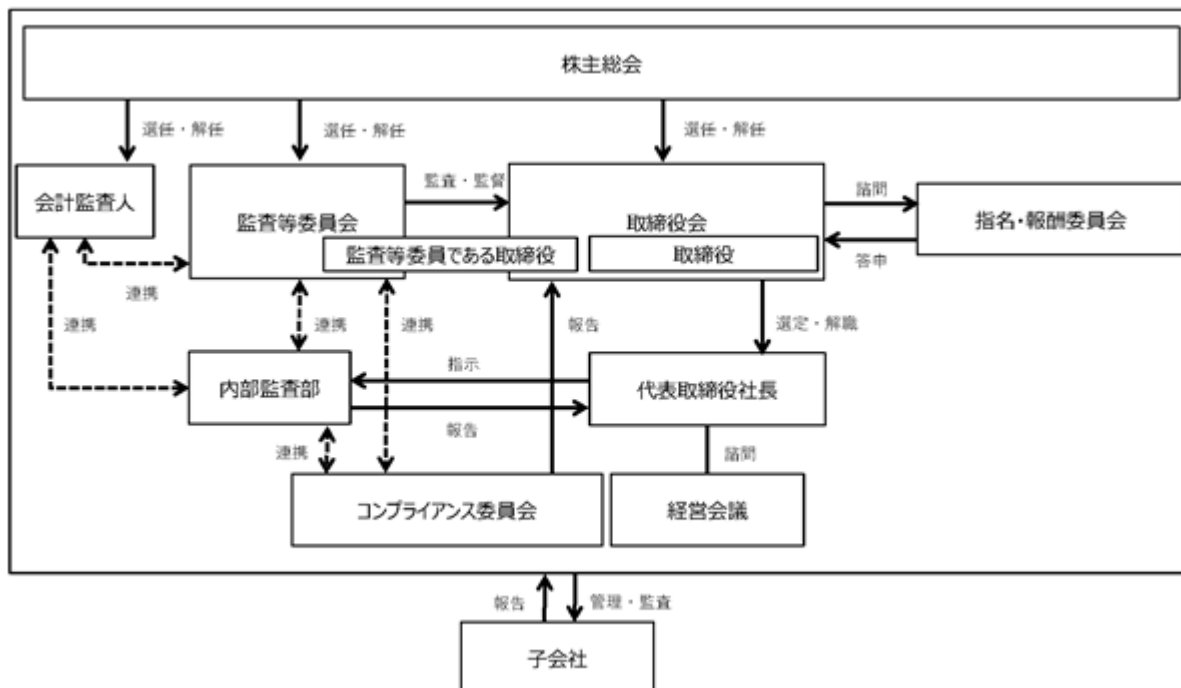 株主総会
選任・解任
選任・解任
選任・解任
会計監査人
監査等委員会
監査・監督
取締役会
諮問
指名・報酬委員会
監査等委員である取締役
取締役
答申
連携
連携
連携
連携
報告
選定・解職
内部監査部
指示
代表取締役社長
報告
連携
諮問
コンプライアンス委員会
経営会議
報告
管理・監査
子会社